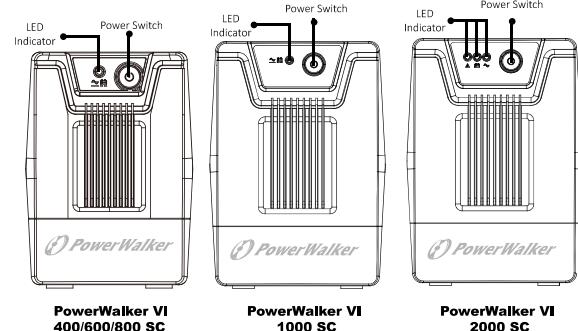 LED
Indicator
Power Switch
LED
Indicator
Power Switch
LED
Indicator
Power Switch
PowerWalker
PowerWalker
PowerWalker
PowerWalker VI
400/600/800 SC
PowerWalker VI
1000 SC
PowerWalker VI
2000 SC